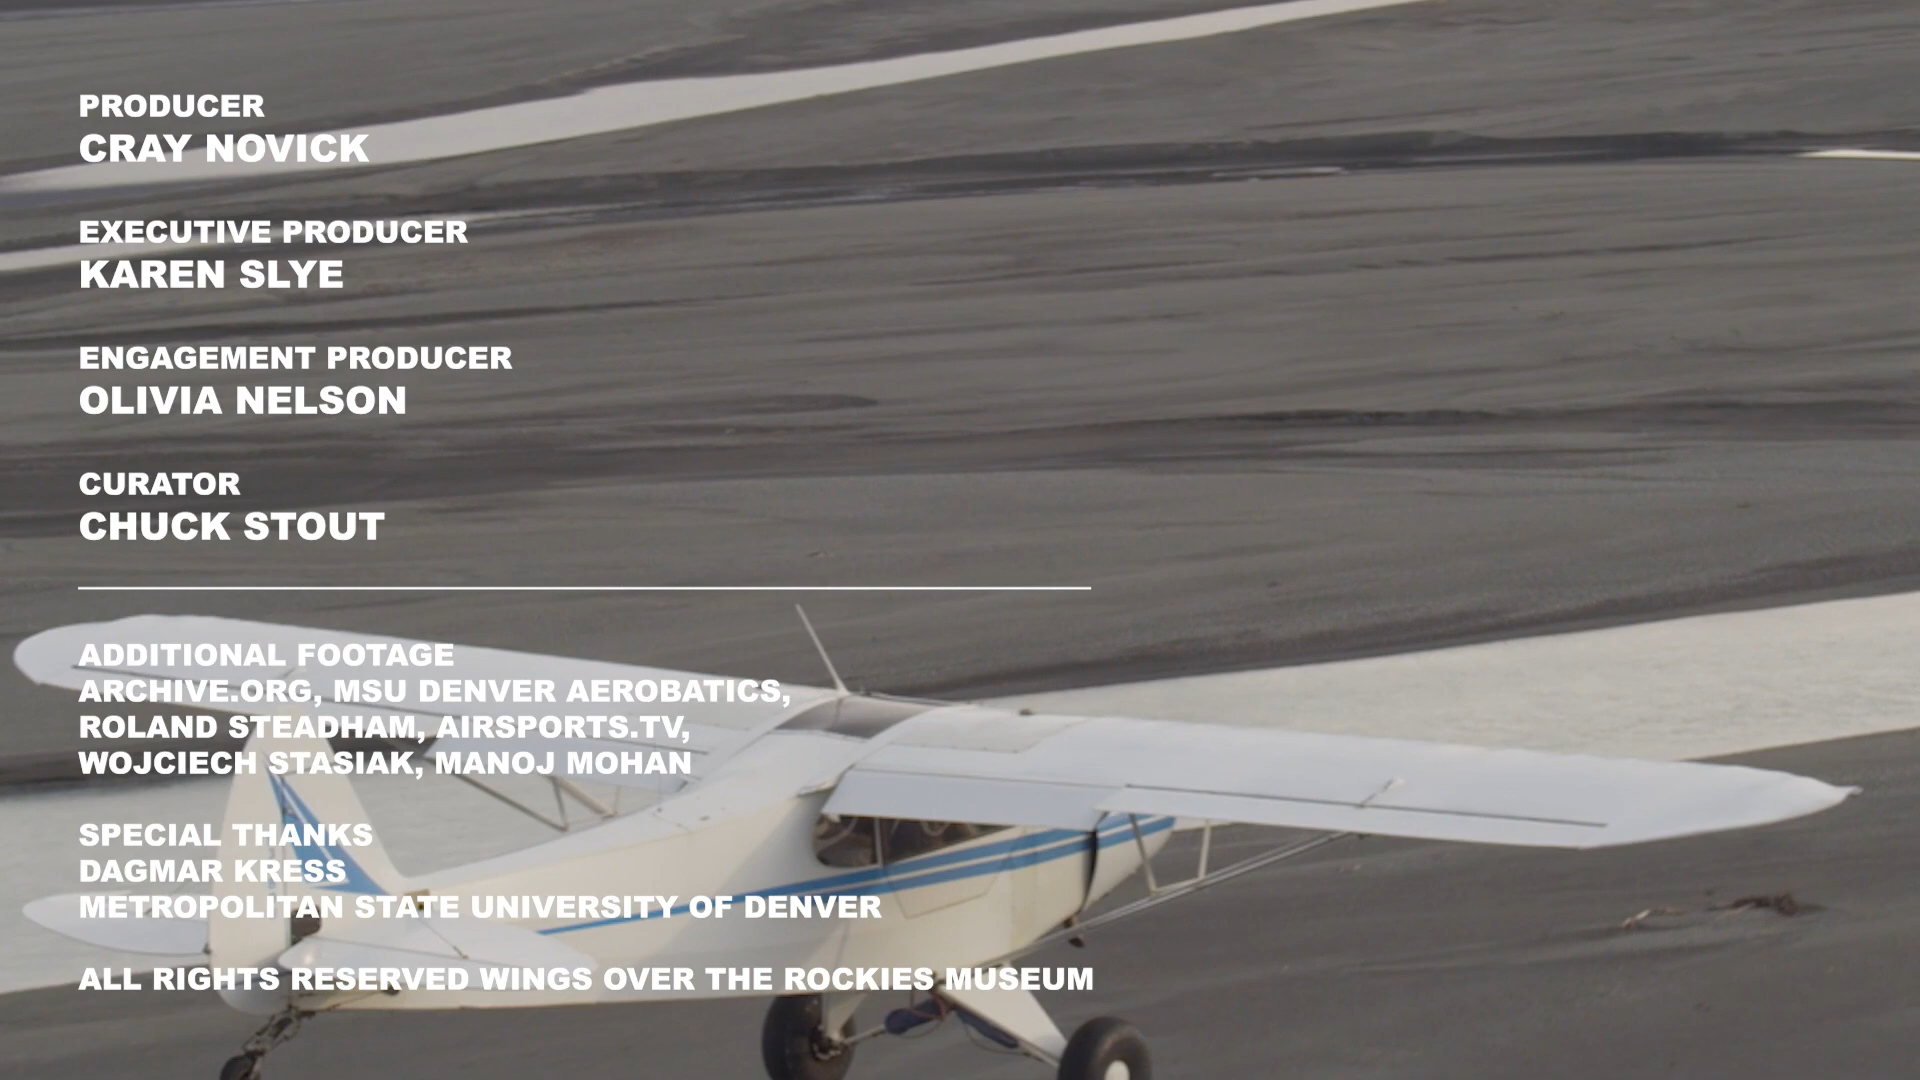 PRODUCER
CRAY NOVICK
EXECUTIVE PRODUCER
KAREN SLYE
ENGAGEMENT PRODUCER
OLIVIA NELSON
CURATOR
CHUCK STOUT
ADDITIONAL FOOTAGE
ARCHIVE.ORG, MSU DENVER AEROBATICS,
ROLAND STEADHAM, AIRSPORTS.TV,
WOJCIECH STASIAK, MANOJ MOHAN
SPECIAL THANKS
DAGMAR KRESS
METROPOLITAN STATE UNIVERSITY OF DENVER
ALL RIGHTS RESERVED WINGS OVER THE ROCKIES MUSEUM